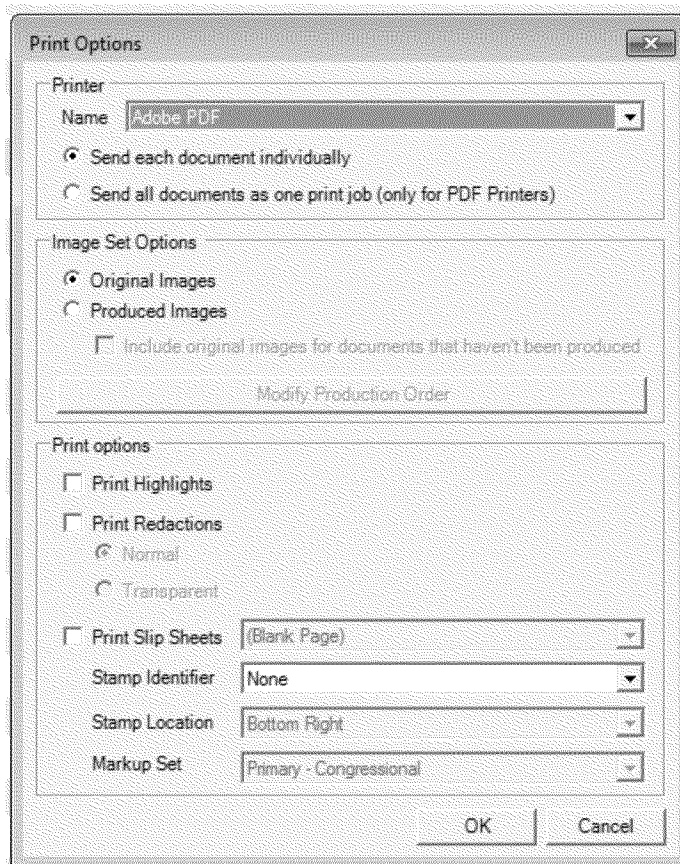 Print Options
Printer
Name Adobe PDF
Send each document individually
Send all documents as one print job (only for PDF Printers)
Image Set Options
Original Images
Produced Images
Include original images for documents that haven't been produced
Modify Production Order
Print options
Print Highlights
Print Redactions
Normal
Transparent
Print Slip Sheets (Blank Page)
Stamp Identifier None
Stamp Location Bottom Right
Markup Set Primary - Congressional
OK Cancel